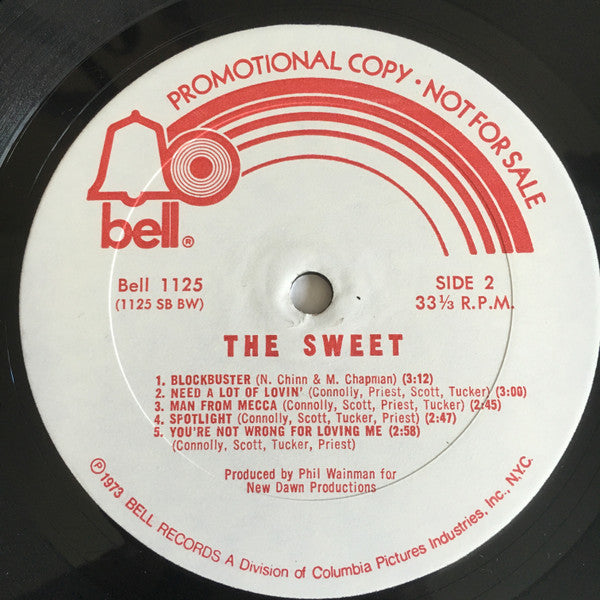 PROMOTIONAL COPY · NOT FOR SALE
bell®
Bell 1125
(1125 SB BW)
SIDE 2
33⅓ R.P.M.
THE SWEET
1. BLOCKBUSTER (N. Chinn & M. Chapman) (3:12)
2. NEED A LOT OF LOVIN' (Connolly, Priest, Scott, Tucker) (3:00)
3. MAN FROM MECCA (Connolly, Scott, Tucker, Priest) (2:45)
4. SPOTLIGHT (Connolly, Scott, Tucker, Priest) (2:47)
5. YOU'RE NOT WRONG FOR LOVING ME (2:58)
(Connolly, Scott, Tucker, Priest)
Produced by Phil Wainman for
New Dawn Productions
℗ 1973 BELL RECORDS A Division of Columbia Pictures Industries, Inc., N.Y.C.